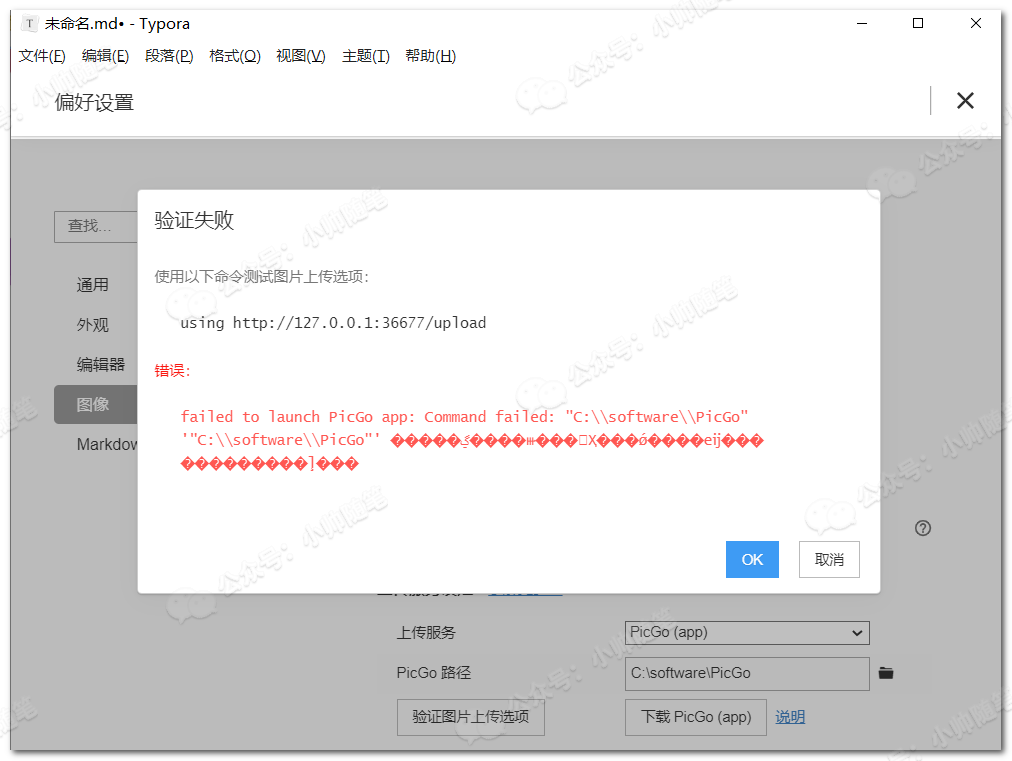 未命名.md• - Typora
文件(F) 编辑(E) 段落(P) 格式(O) 视图(V) 主题(T) 帮助(H)
偏好设置
查找...
验证失败
使用以下命令测试图片上传选项:
通用
using http://127.0.0.1:36677/upload
外观
编辑器
错误:
图像
failed to launch PicGo app: Command failed: "C:\\software\\PicGo"
'"C:\\software\\PicGo"'
Markdow
OK 取消
上传服务 PicGo (app)
PicGo 路径 C:\software\PicGo
验证图片上传选项 下载 PicGo (app) 说明
公众号：小帅随笔